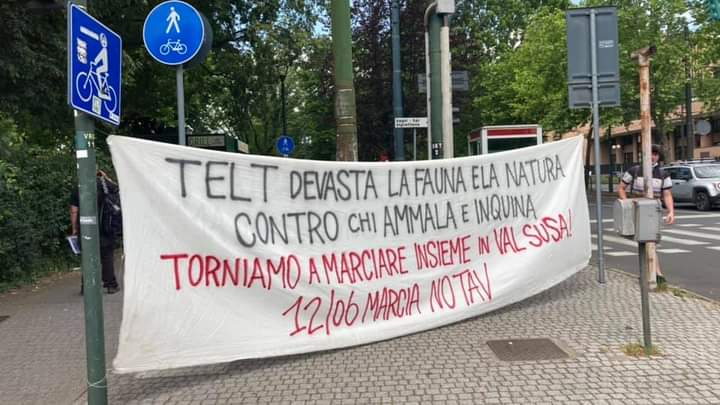 TELT DEVASTA LA FAUNA E LA NATURA
CONTRO CHI AMMALA E INQUINA
TORNIAMO A MARCIARE INSIEME IN VAL SUSA!
12/06 MARCIA NO TAV